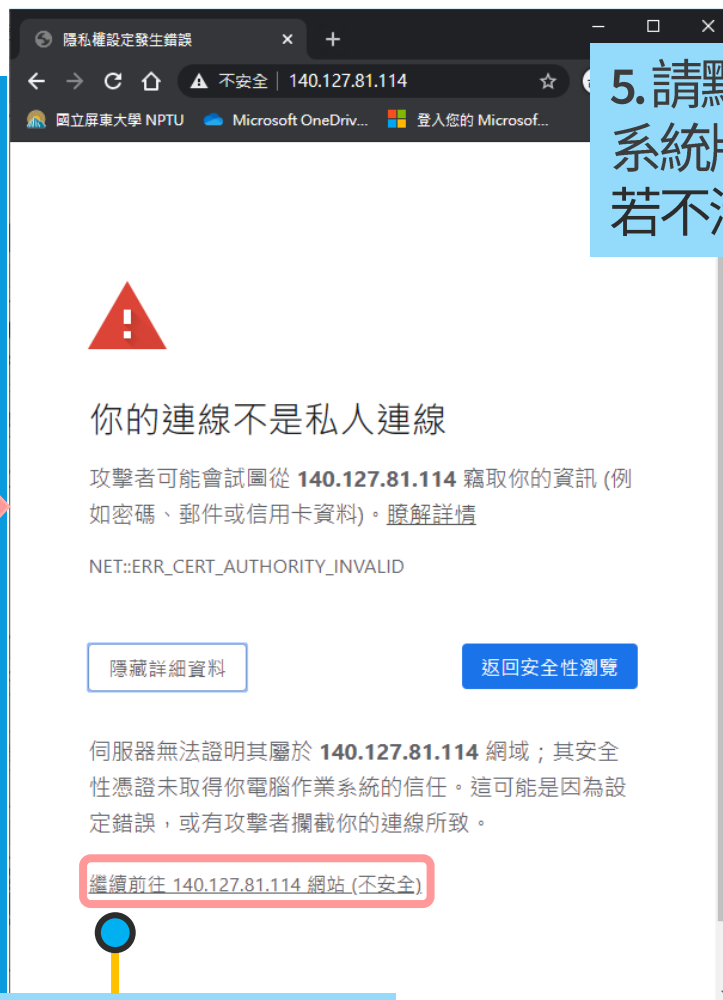 隱私權設定發生錯誤
不安全 | 140.127.81.114
國立屏東大學 NPTU Microsoft OneDriv... 登入您的 Microsof...
5.請點
系統
若不
你的連線不是私人連線
攻擊者可能會試圖從 140.127.81.114 竊取你的資訊 (例
如密碼、郵件或信用卡資料)。瞭解詳情
NET::ERR_CERT_AUTHORITY_INVALID
隱藏詳細資料
返回安全性瀏覽
伺服器無法證明其屬於 140.127.81.114 網域；其安全
性憑證未取得你電腦作業系統的信任。這可能是因為設
定錯誤，或有攻擊者攔截你的連線所致。
繼續前往 140.127.81.114 網站 (不安全)